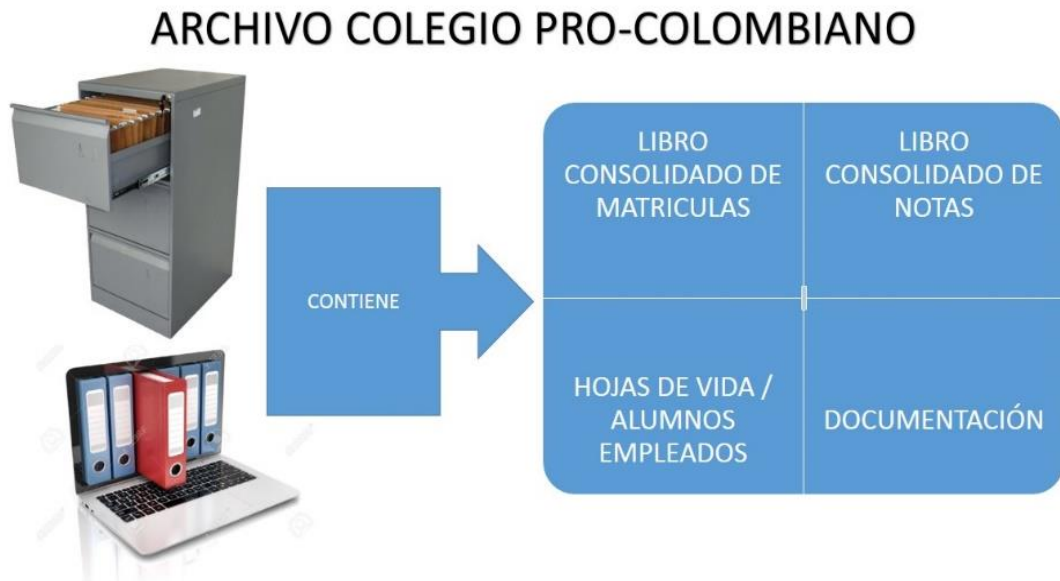 ARCHIVO COLEGIO PRO-COLOMBIANO
CONTIENE
LIBRO
CONSOLIDADO DE
MATRICULAS
LIBRO
CONSOLIDADO DE
NOTAS
HOJAS DE VIDA /
ALUMNOS
EMPLEADOS
DOCUMENTACIÓN